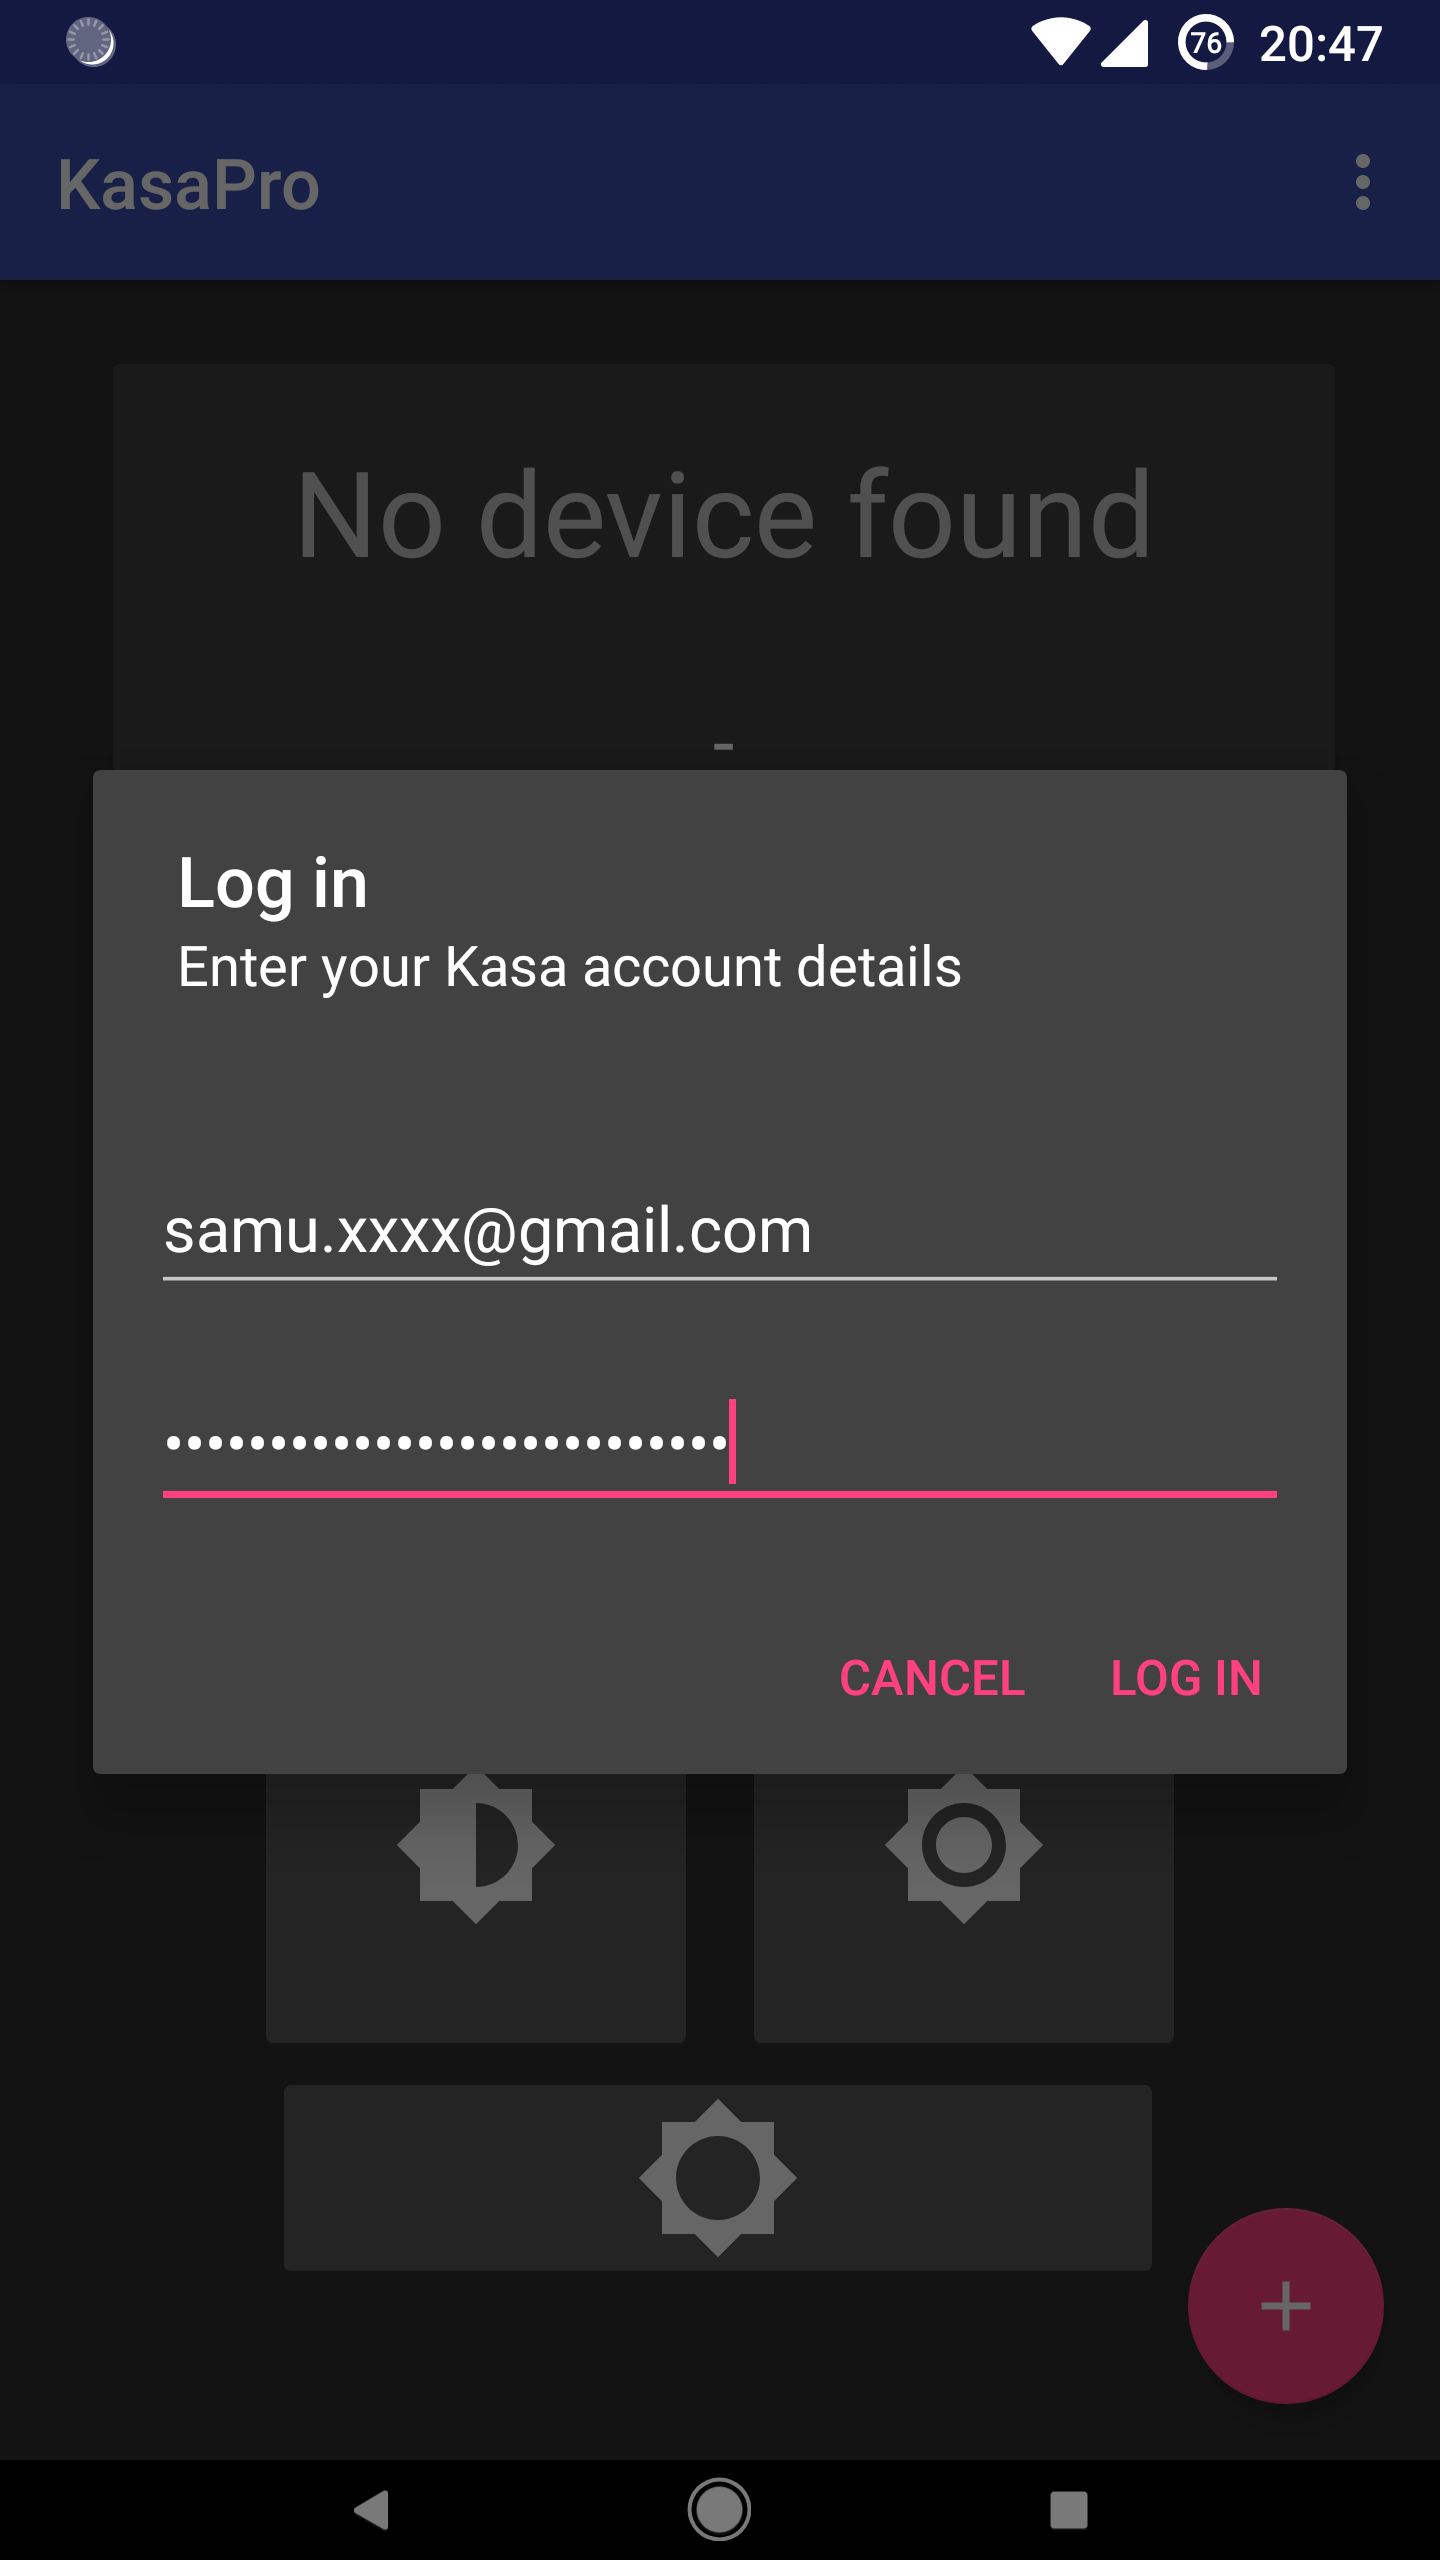 76 20:47
KasaPro
No device found
-
Log in
Enter your Kasa account details
samu.xxxx@gmail.com
•••••••••••••••••••••••••••
CANCEL LOG IN